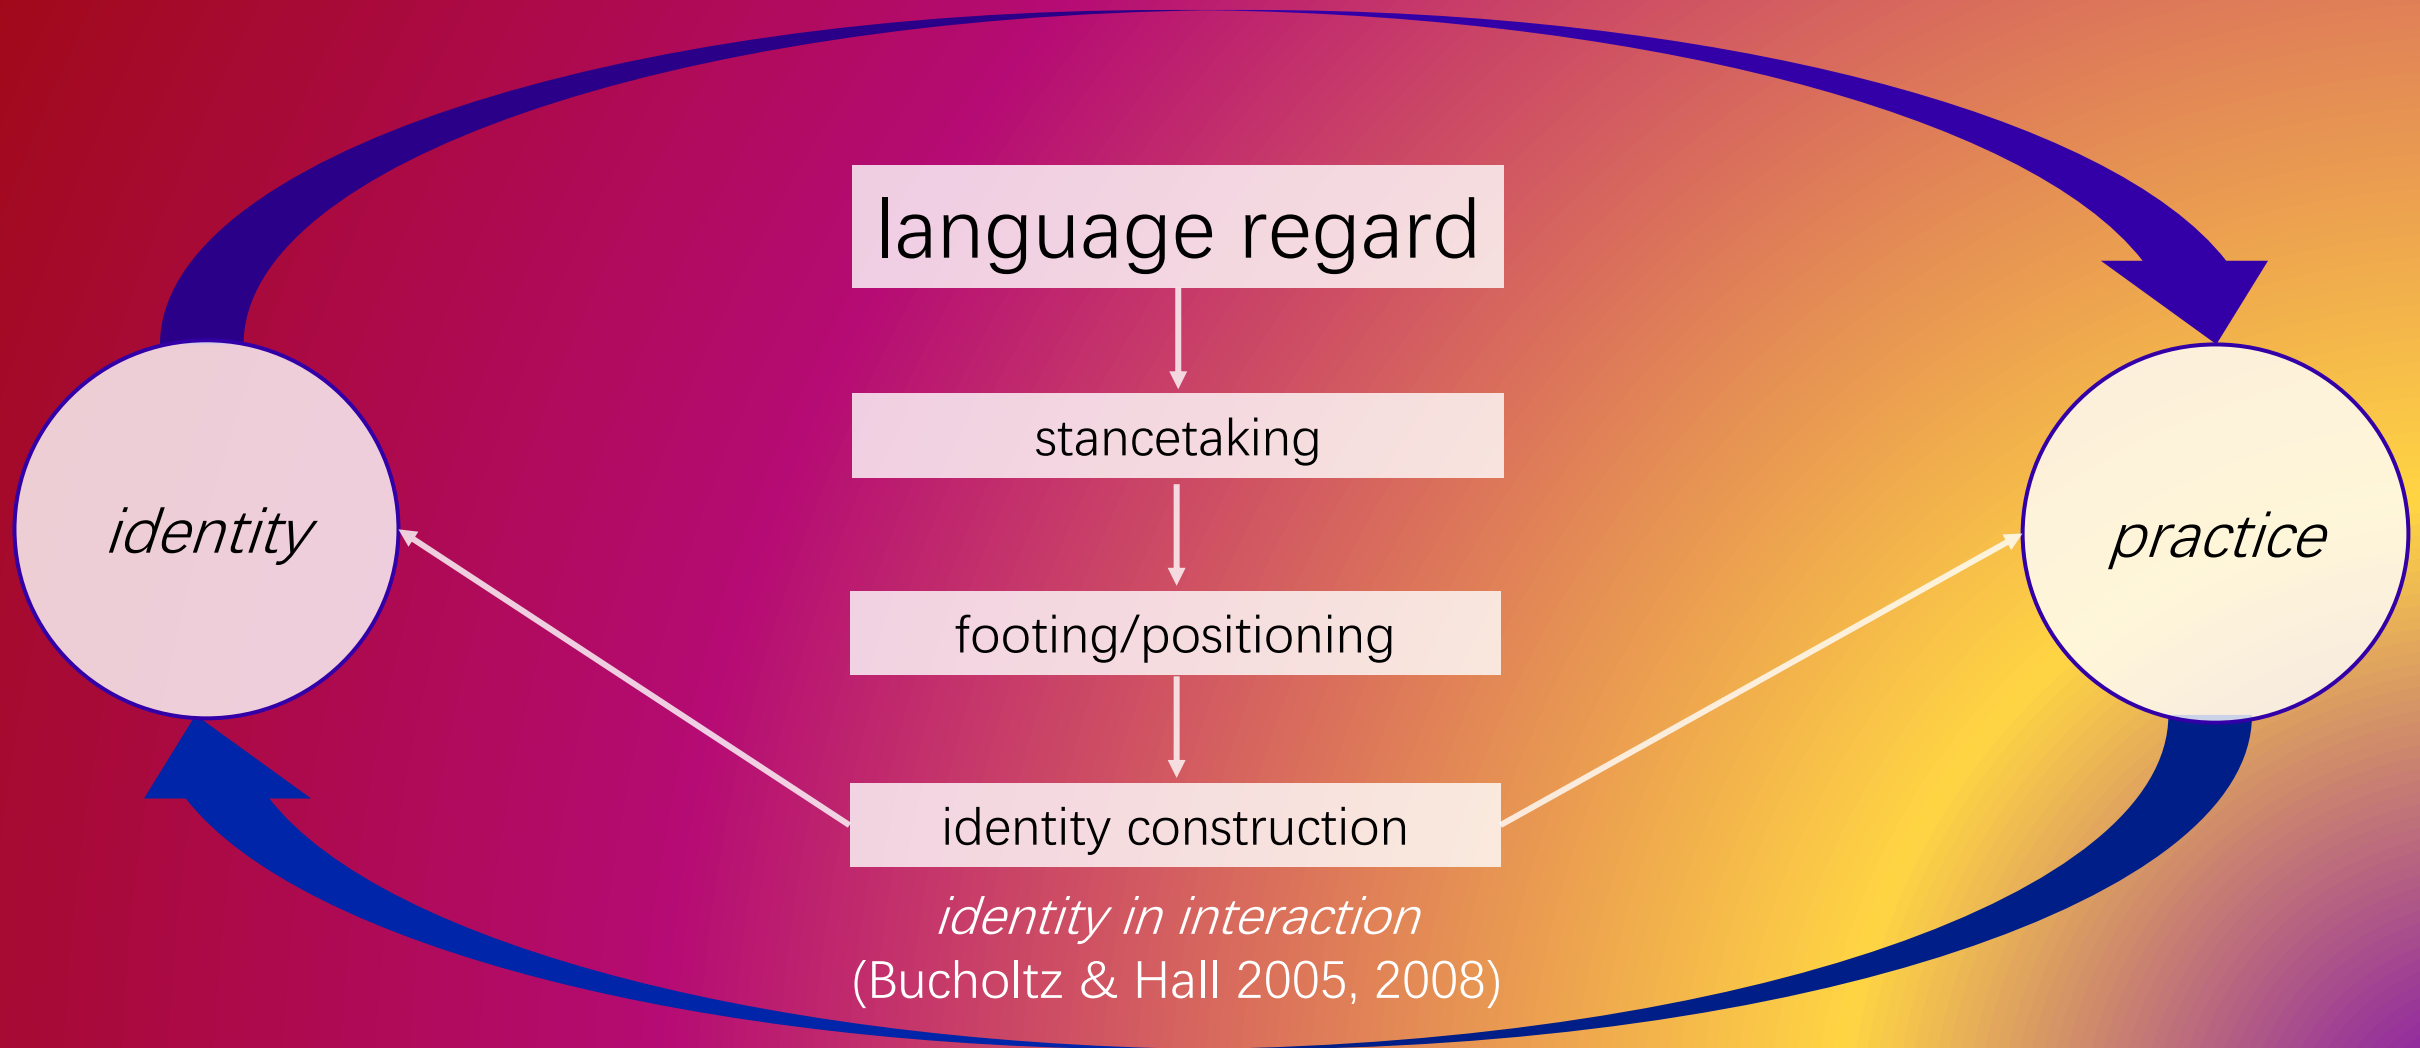 language regard
stancetaking
identity
practice
footing/positioning
identity construction
identity in interaction
(Bucholtz & Hall 2005, 2008)